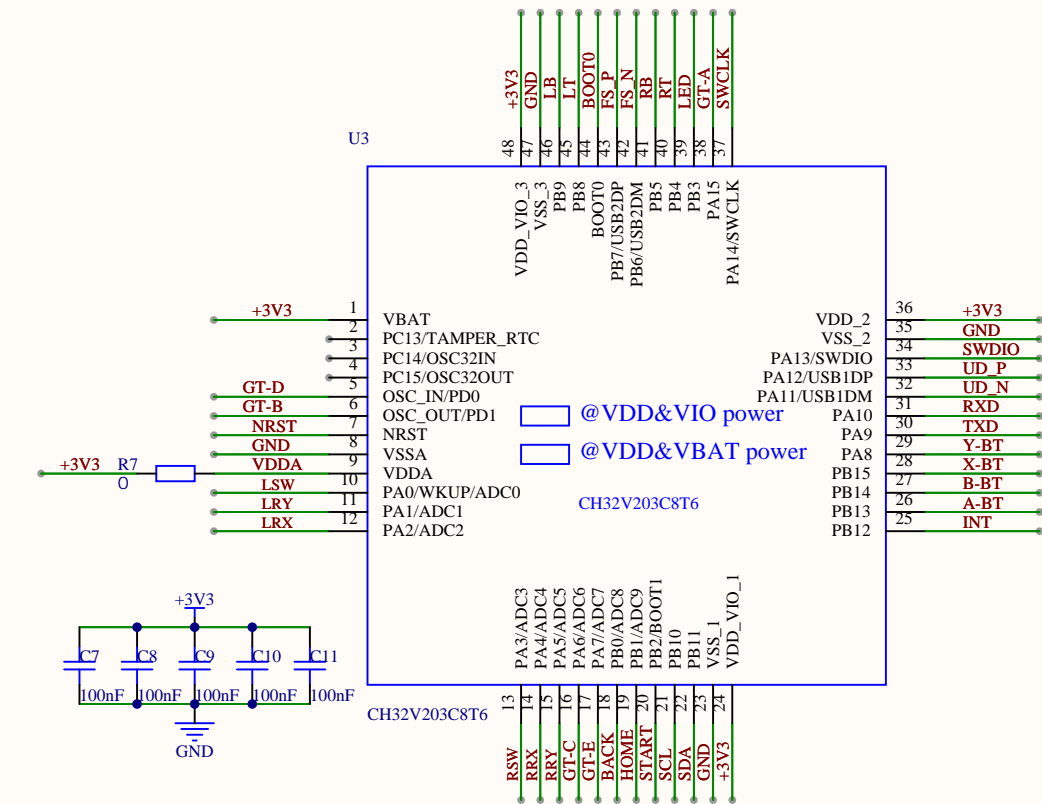 +3V3
GND
LB
LT
BOOT0
FS_P
FS_N
RB
RT
LED
GT-A
SWCLK
U3
48
47
46
45
44
43
42
41
40
39
38
37
VDD_VIO_3
VSS_3
PB9
PB8
BOOT0
PB7/USB2DP
PB6/USB2DM
PB5
PB4
PB3
PA15
PA14/SWCLK
+3V3 1 VBAT
2 PC13/TAMPER_RTC
3 PC14/OSC32IN
4 PC15/OSC32OUT
GT-D 5 OSC_IN/PD0
GT-B 6 OSC_OUT/PD1
NRST 7 NRST
GND 8 VSSA
+3V3 R7 VDDA 9 VDDA
0
LSW 10 PA0/WKUP/ADC0
LRY 11 PA1/ADC1
LRX 12 PA2/ADC2
@VDD&VIO power
@VDD&VBAT power
CH32V203C8T6
VDD_2 36 +3V3
VSS_2 35 GND
PA13/SWDIO 34 SWDIO
PA12/USB1DP 33 UD_P
PA11/USB1DM 32 UD_N
PA10 31 RXD
PA9 30 TXD
PA8 29 Y-BT
PB15 28 X-BT
PB14 27 B-BT
PB13 26 A-BT
PB12 25 INT
PA3/ADC3
PA4/ADC4
PA5/ADC5
PA6/ADC6
PA7/ADC7
PB0/ADC8
PB1/ADC9
PB2/BOOT1
PB10
PB11
VSS_1
VDD_VIO_1
13
14
15
16
17
18
19
20
21
22
23
24
RSW
RRX
RRY
GT-C
GT-E
BACK
HOME
START
SCL
SDA
GND
+3V3
CH32V203C8T6
+3V3
C7 C8 C9 C10 C11
100nF 100nF 100nF 100nF 100nF
GND